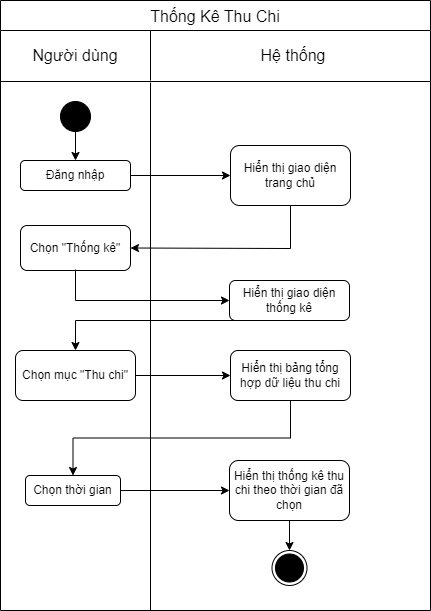 Thống Kê Thu Chi
Người dùng
Hệ thống
Đăng nhập
Hiển thị giao diện
trang chủ
Chọn "Thống kê"
Hiển thị giao diện
thống kê
Chọn mục "Thu chi"
Hiển thị bảng tổng
hợp dữ liệu thu chi
Chọn thời gian
Hiển thị thống kê thu
chi theo thời gian đã
chọn